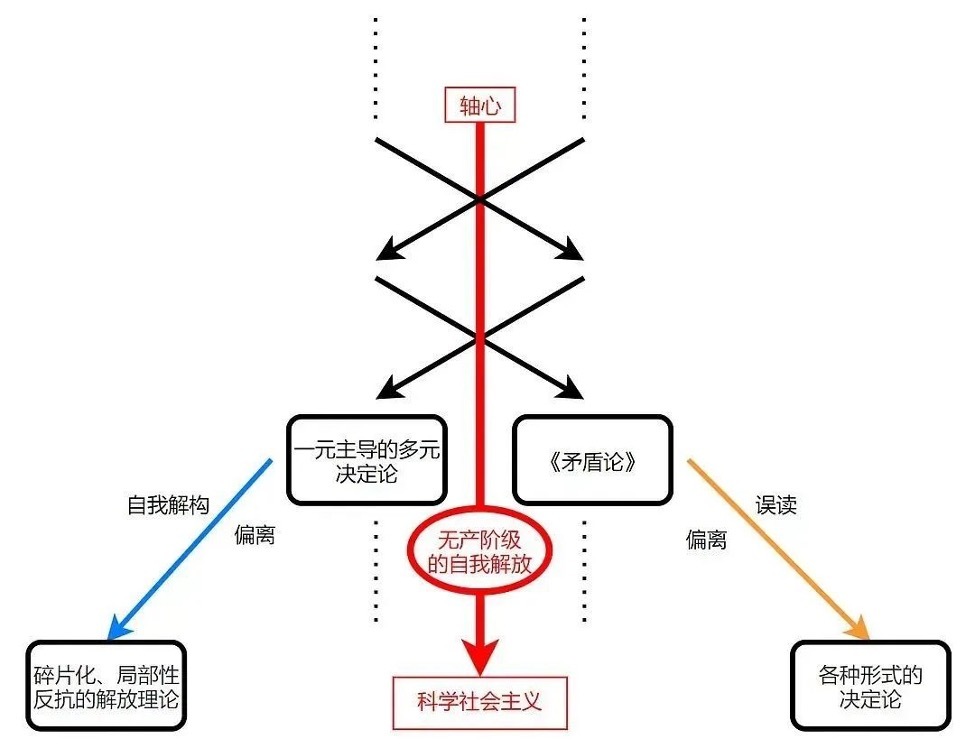 轴心
一元主导的多元
决定论
《矛盾论》
自我解构
偏离
误读
偏离
无产阶级
的自我解放
碎片化、局部性
反抗的解放理论
科学社会主义
各种形式的
决定论